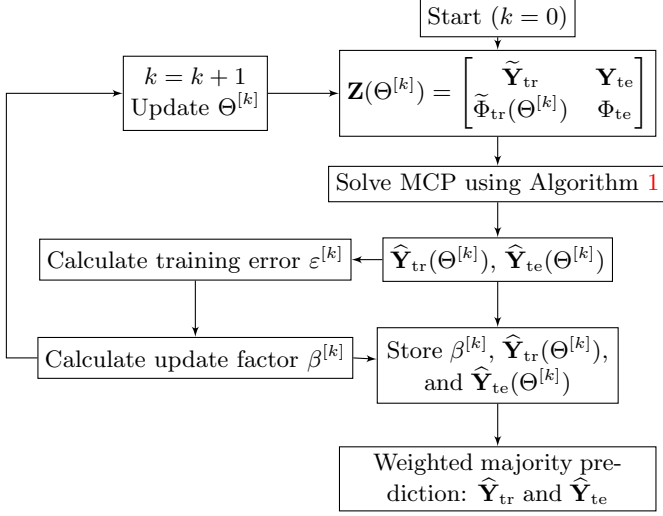 Start (k = 0)
k = k + 1
Update Θ^{[k]}
Z(Θ^{[k]}) = [ Ỹ_tr Y_te
Φ̃_tr(Θ^{[k]}) Φ_te ]
Solve MCP using Algorithm 1
Calculate training error ε^{[k]}
Ŷ_tr(Θ^{[k]}), Ŷ_te(Θ^{[k]})
Calculate update factor β^{[k]}
Store β^{[k]}, Ŷ_tr(Θ^{[k]}),
and Ŷ_te(Θ^{[k]})
Weighted majority pre-
diction: Ŷ_tr and Ŷ_te